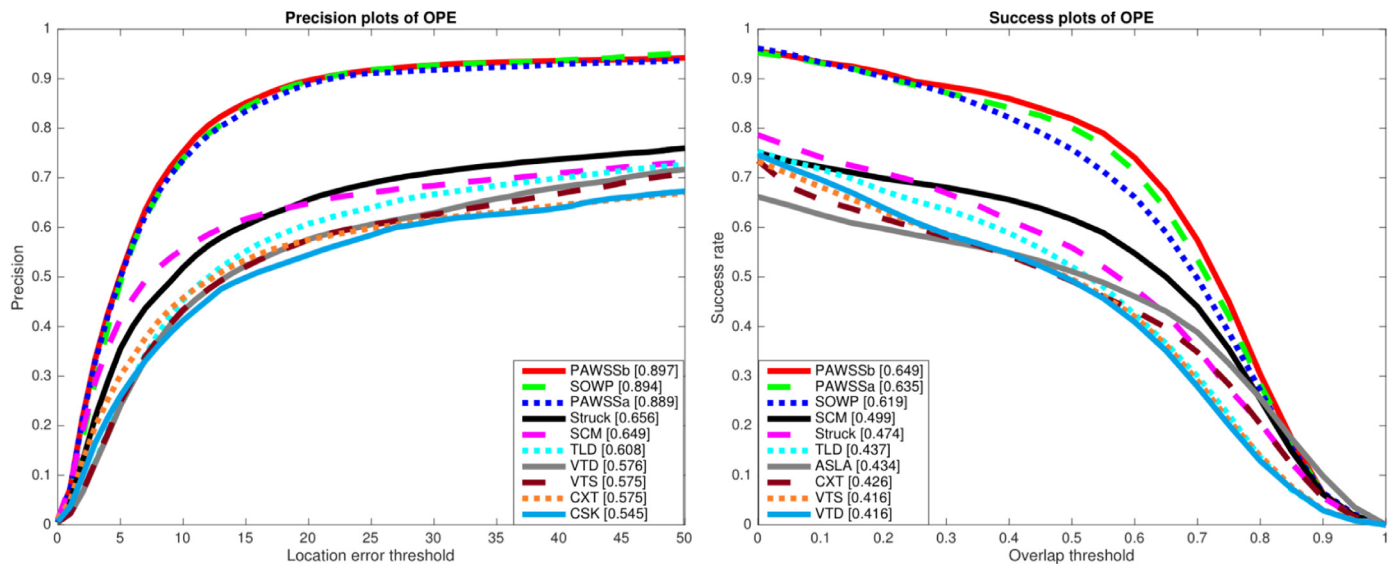 Precision plots of OPE
1
0.9
0.8
0.7
0.6
0.5
0.4
0.3
0.2
0.1
0
Precision
0 5 10 15 20 25 30 35 40 45 50
Location error threshold
PAWSSb [0.897]
SOWP [0.894]
PAWSSa [0.889]
Struck [0.656]
SCM [0.649]
TLD [0.608]
VTD [0.576]
VTS [0.575]
CXT [0.575]
CSK [0.545]
Success plots of OPE
1
0.9
0.8
0.7
0.6
0.5
0.4
0.3
0.2
0.1
0
Success rate
0 0.1 0.2 0.3 0.4 0.5 0.6 0.7 0.8 0.9 1
Overlap threshold
PAWSSb [0.649]
PAWSSa [0.635]
SOWP [0.619]
SCM [0.499]
Struck [0.474]
TLD [0.437]
ASLA [0.434]
CXT [0.426]
VTS [0.416]
VTD [0.416]